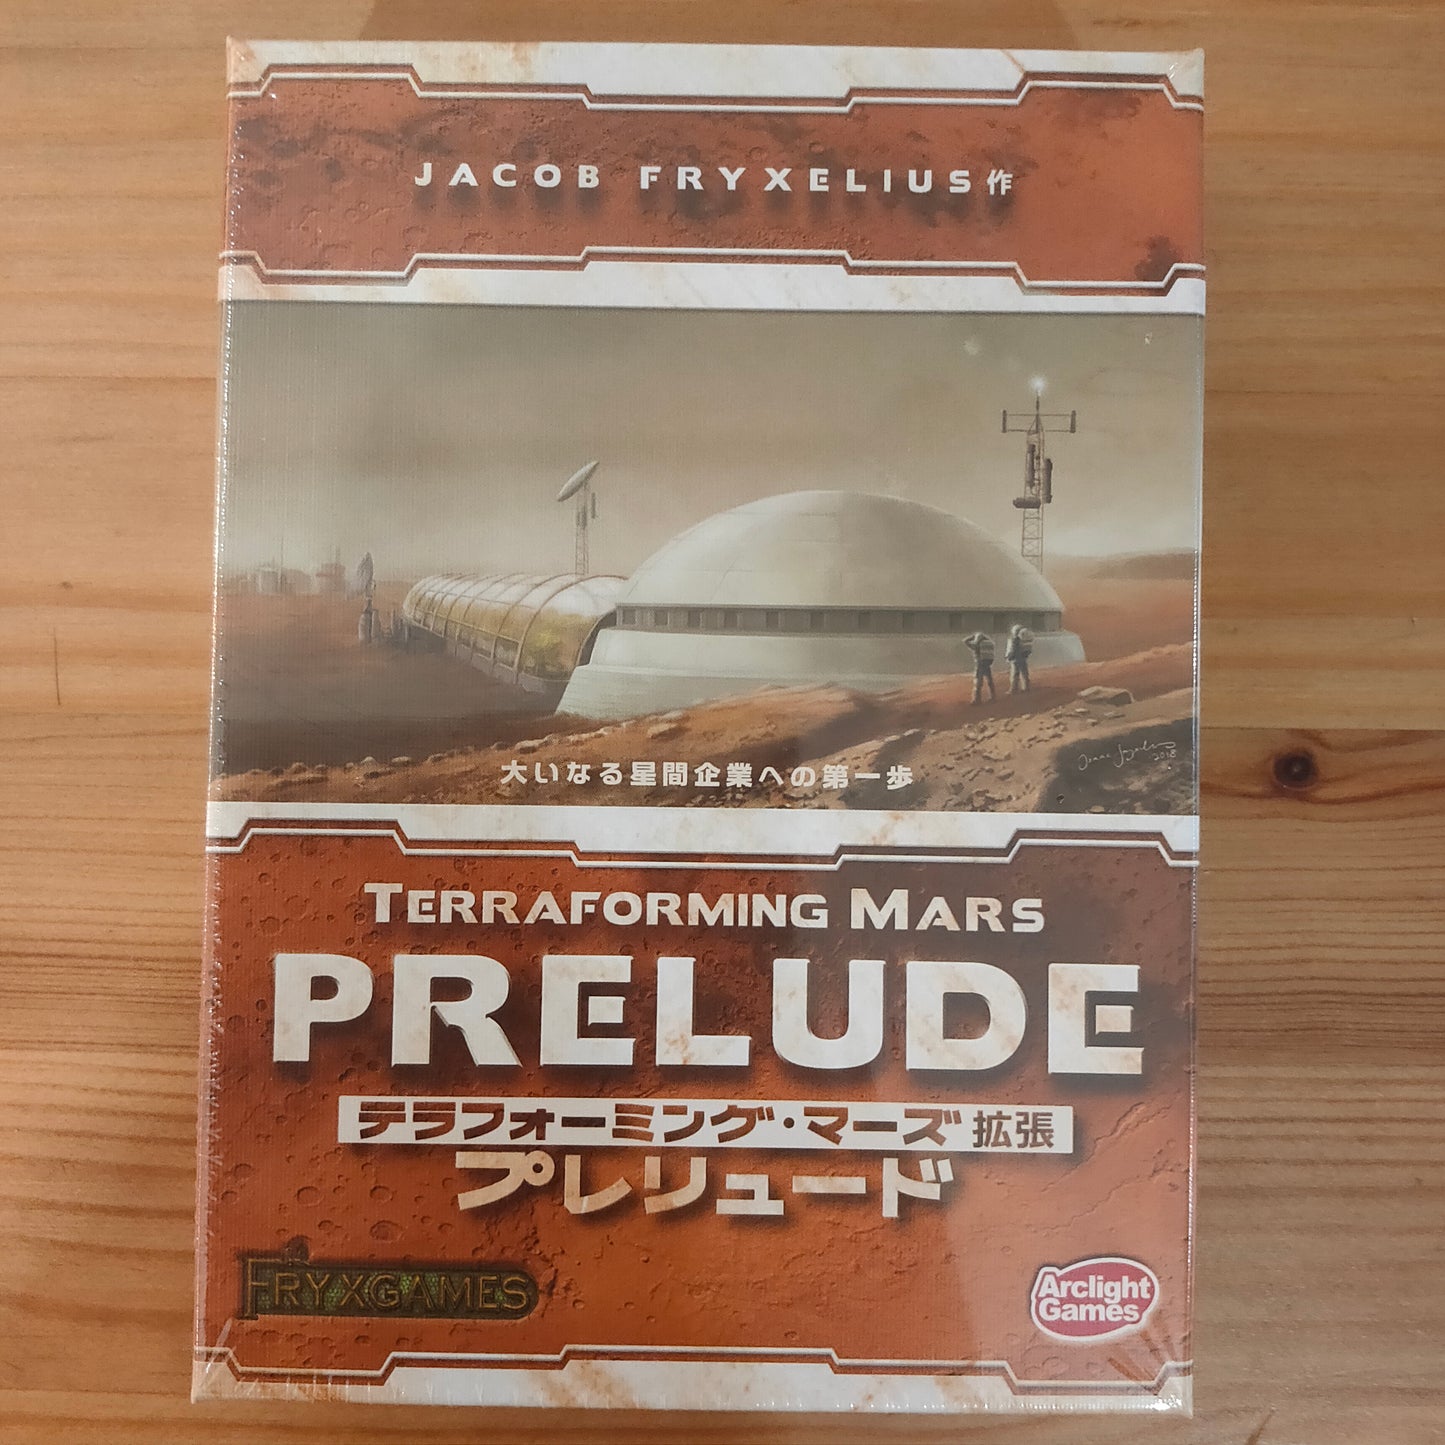 JACOB FRYXELIUS作
2018
大いなる星間企業への第一歩
TERRAFORMING MARS
PRELUDE
テラフォーミング・マーズ 拡張
プレリュード
FRYXGAMES
Arclight
Games